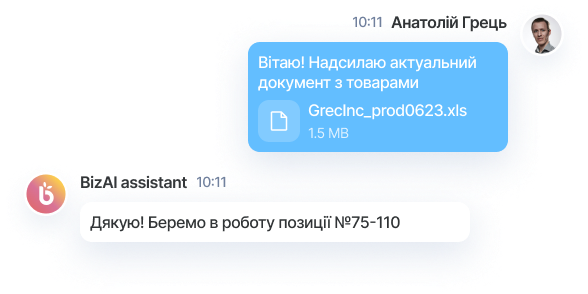 10:11 Анатолій Грець
Вітаю! Надсилаю актуальний
документ з товарами
GrecInc_prod0623.xls
1.5 MB
BizAI assistant 10:11
Дякую! Беремо в роботу позиції №75-110